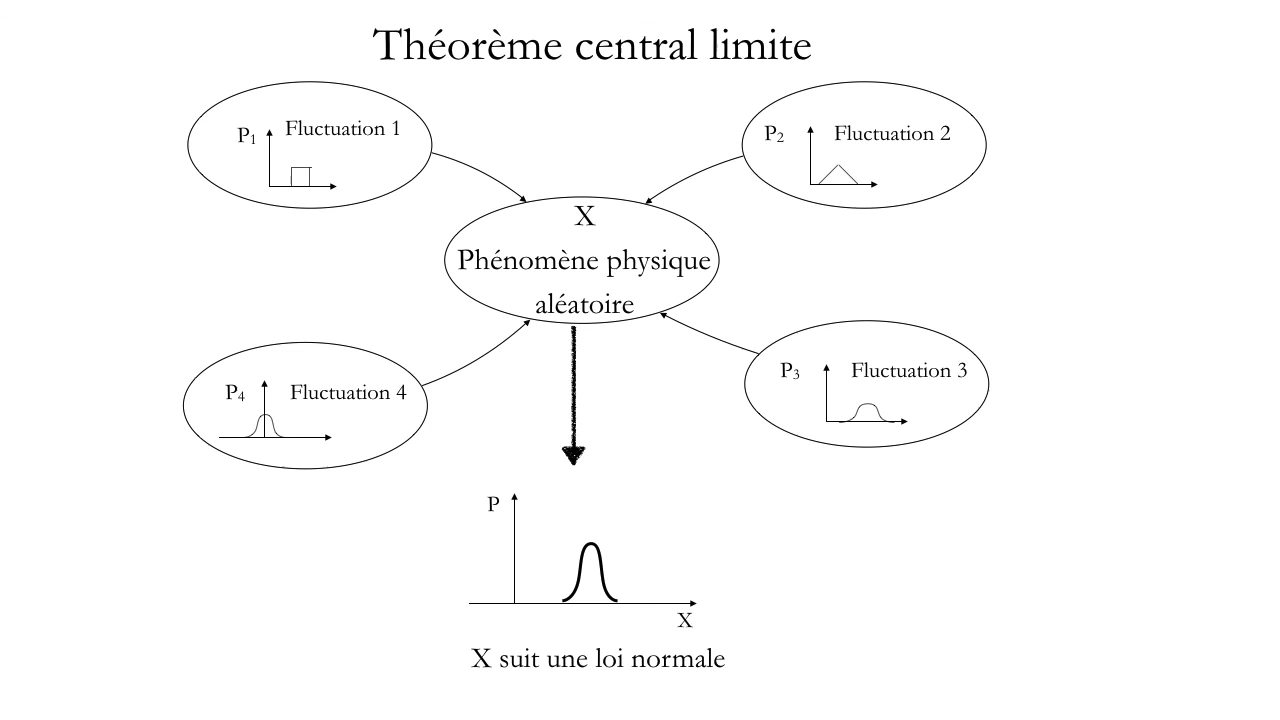 Théorème central limite
P1 Fluctuation 1
P2 Fluctuation 2
X
Phénomène physique
aléatoire
P3 Fluctuation 3
P4 Fluctuation 4
P
X
X suit une loi normale